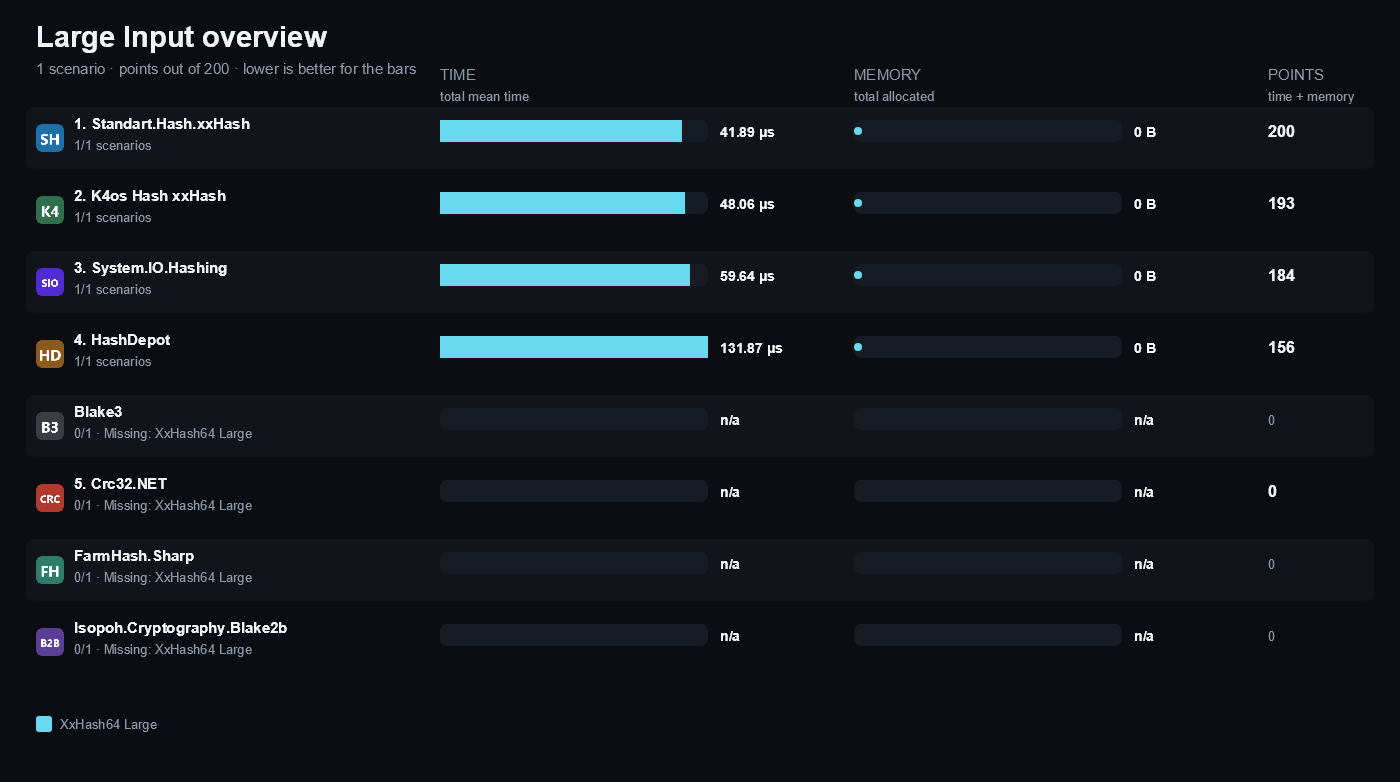 Large Input overview
1 scenario · points out of 200 · lower is better for the bars
TIME
total mean time
MEMORY
total allocated
POINTS
time + memory
SH
1. Standart.Hash.xxHash
1/1 scenarios
41.89 µs
0 B
200
K4
2. K4os Hash xxHash
1/1 scenarios
48.06 µs
0 B
193
SIO
3. System.IO.Hashing
1/1 scenarios
59.64 µs
0 B
184
HD
4. HashDepot
1/1 scenarios
131.87 µs
0 B
156
B3
Blake3
0/1 · Missing: XxHash64 Large
n/a
n/a
0
CRC
5. Crc32.NET
0/1 · Missing: XxHash64 Large
n/a
n/a
0
FH
FarmHash.Sharp
0/1 · Missing: XxHash64 Large
n/a
n/a
0
B2B
Isopoh.Cryptography.Blake2b
0/1 · Missing: XxHash64 Large
n/a
n/a
0
XxHash64 Large